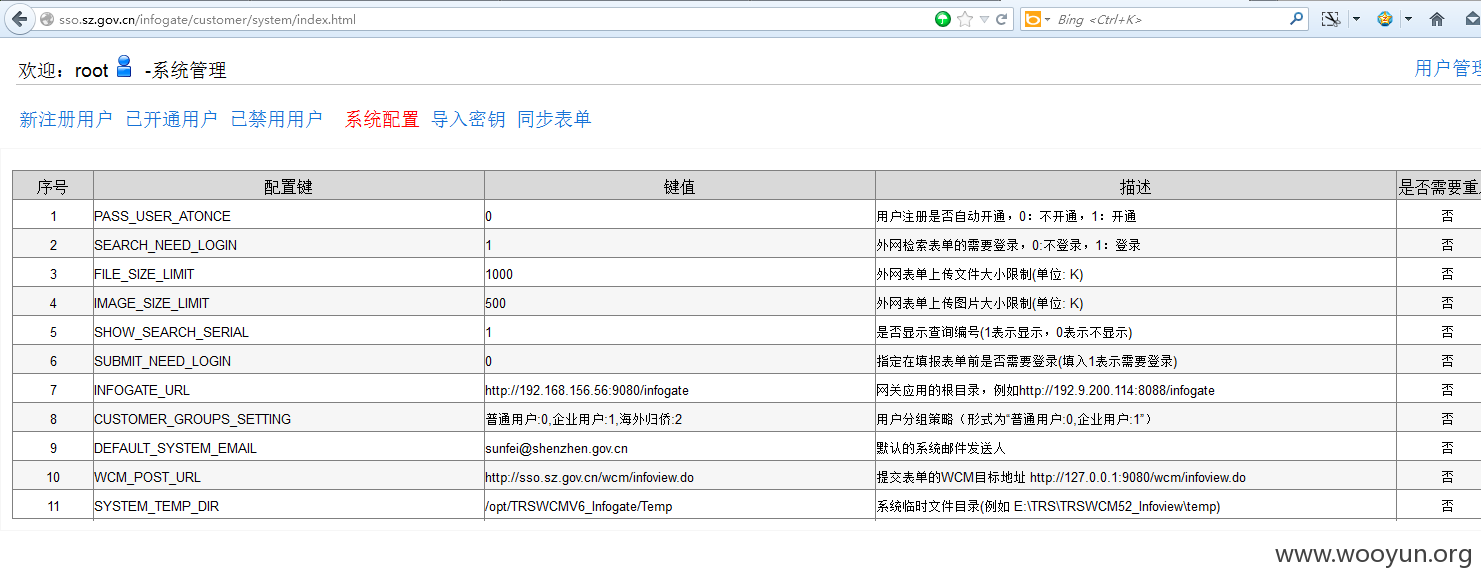 sso.sz.gov.cn/infogate/customer/system/index.html Bing <Ctrl+K>
欢迎：root -系统管理 用户管理
新注册用户 已开通用户 已禁用用户 系统配置 导入密钥 同步表单
序号 配置键 键值 描述 是否需要重
1 PASS_USER_ATONCE 0 用户注册是否自动开通，0：不开通，1：开通 否
2 SEARCH_NEED_LOGIN 1 外网检索表单的需要登录，0:不登录，1：登录 否
3 FILE_SIZE_LIMIT 1000 外网表单上传文件大小限制(单位: K) 否
4 IMAGE_SIZE_LIMIT 500 外网表单上传图片大小限制(单位: K) 否
5 SHOW_SEARCH_SERIAL 1 是否显示查询编号(1表示显示，0表示不显示) 否
6 SUBMIT_NEED_LOGIN 0 指定在填报表单前是否需要登录(填入1表示需要登录) 否
7 INFOGATE_URL http://192.168.156.56:9080/infogate 网关应用的根目录，例如http://192.9.200.114:8088/infogate 否
8 CUSTOMER_GROUPS_SETTING 普通用户:0,企业用户:1,海外归侨:2 用户分组策略（形式为“普通用户:0,企业用户:1”） 否
9 DEFAULT_SYSTEM_EMAIL sunfei@shenzhen.gov.cn 默认的系统邮件发送人 否
10 WCM_POST_URL http://sso.sz.gov.cn/wcm/infoview.do 提交表单的WCM目标地址 http://127.0.0.1:9080/wcm/infoview.do 否
11 SYSTEM_TEMP_DIR /opt/TRSWCMV6_Infogate/Temp 系统临时文件目录(例如 E:\TRS\TRSWCM52_Infoview\temp) 否
www.wooyun.org